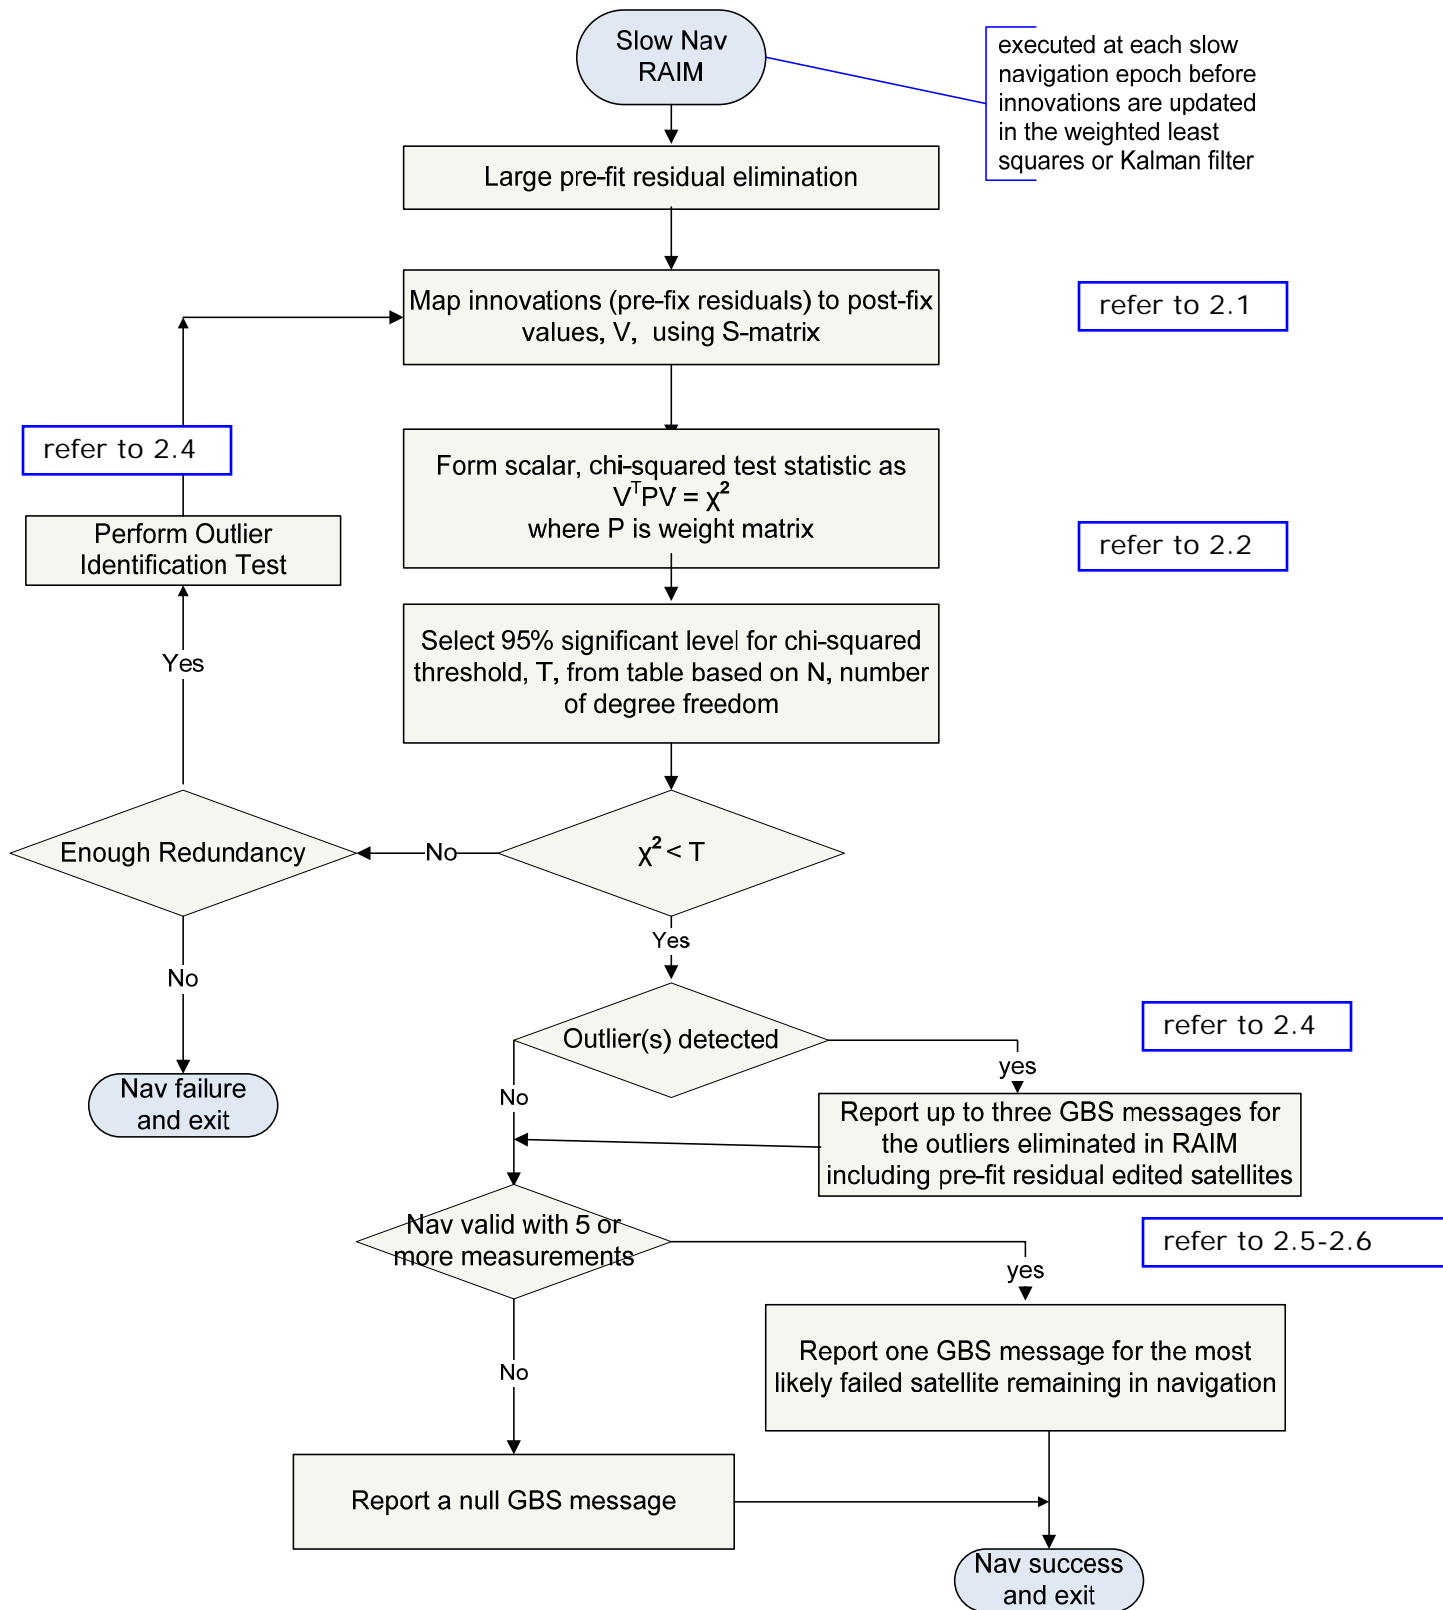 Slow Nav
RAIM
executed at each slow
navigation epoch before
innovations are updated
in the weighted least
squares or Kalman filter
Large pre-fit residual elimination
Map innovations (pre-fix residuals) to post-fix
values, V, using S-matrix
refer to 2.1
refer to 2.4
Form scalar, chi-squared test statistic as
VᵀPV = χ²
where P is weight matrix
Perform Outlier
Identification Test
refer to 2.2
Select 95% significant level for chi-squared
threshold, T, from table based on N, number
of degree freedom
Yes
Enough Redundancy
No
χ² < T
Yes
No
Outlier(s) detected
refer to 2.4
yes
No
Nav failure
and exit
Report up to three GBS messages for
the outliers eliminated in RAIM
including pre-fit residual edited satellites
Nav valid with 5 or
more measurements
refer to 2.5-2.6
yes
No
Report one GBS message for the most
likely failed satellite remaining in navigation
Report a null GBS message
Nav success
and exit